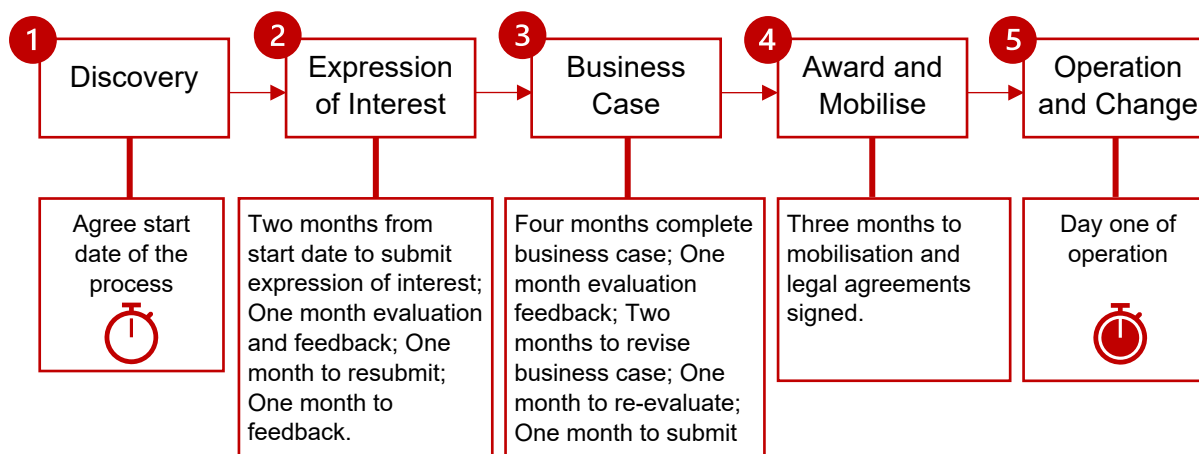 1
Discovery
2
Expression
of Interest
3
Business
Case
4
Award and
Mobilise
5
Operation
and Change
Agree start
date of the
process
Two months from
start date to submit
expression of interest;
One month evaluation
and feedback; One
month to resubmit;
One month to
feedback.
Four months complete
business case; One
month evaluation
feedback; Two
months to revise
business case; One
month to re-evaluate;
One month to submit
Three months to
mobilisation and
legal agreements
signed.
Day one of
operation